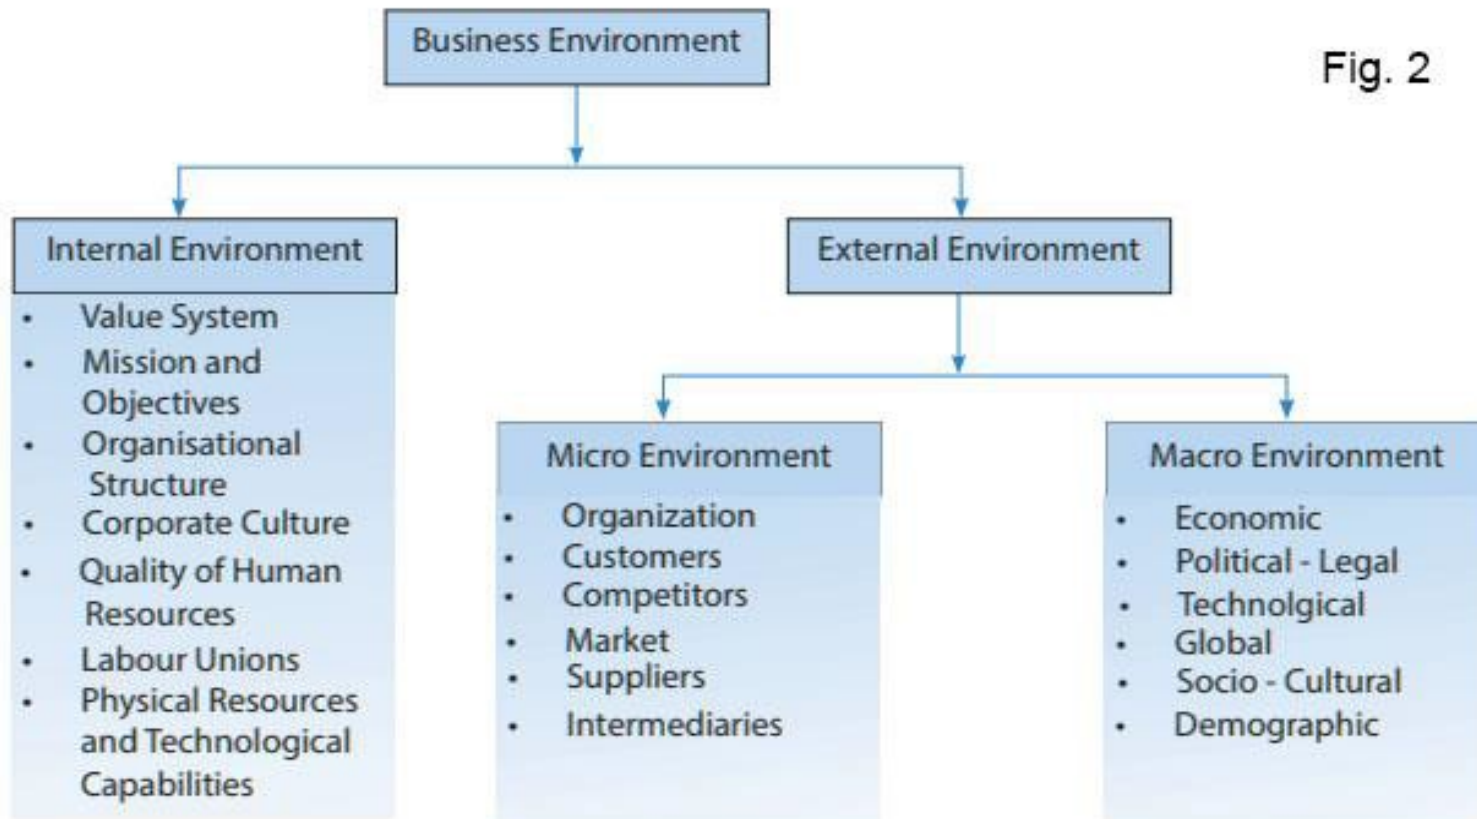 Business Environment
Fig. 2
Internal Environment
• Value System
• Mission and
Objectives
• Organisational
Structure
• Corporate Culture
• Quality of Human
Resources
• Labour Unions
• Physical Resources
and Technological
Capabilities
External Environment
Micro Environment
• Organization
• Customers
• Competitors
• Market
• Suppliers
• Intermediaries
Macro Environment
• Economic
• Political - Legal
• Technolgical
• Global
• Socio - Cultural
• Demographic